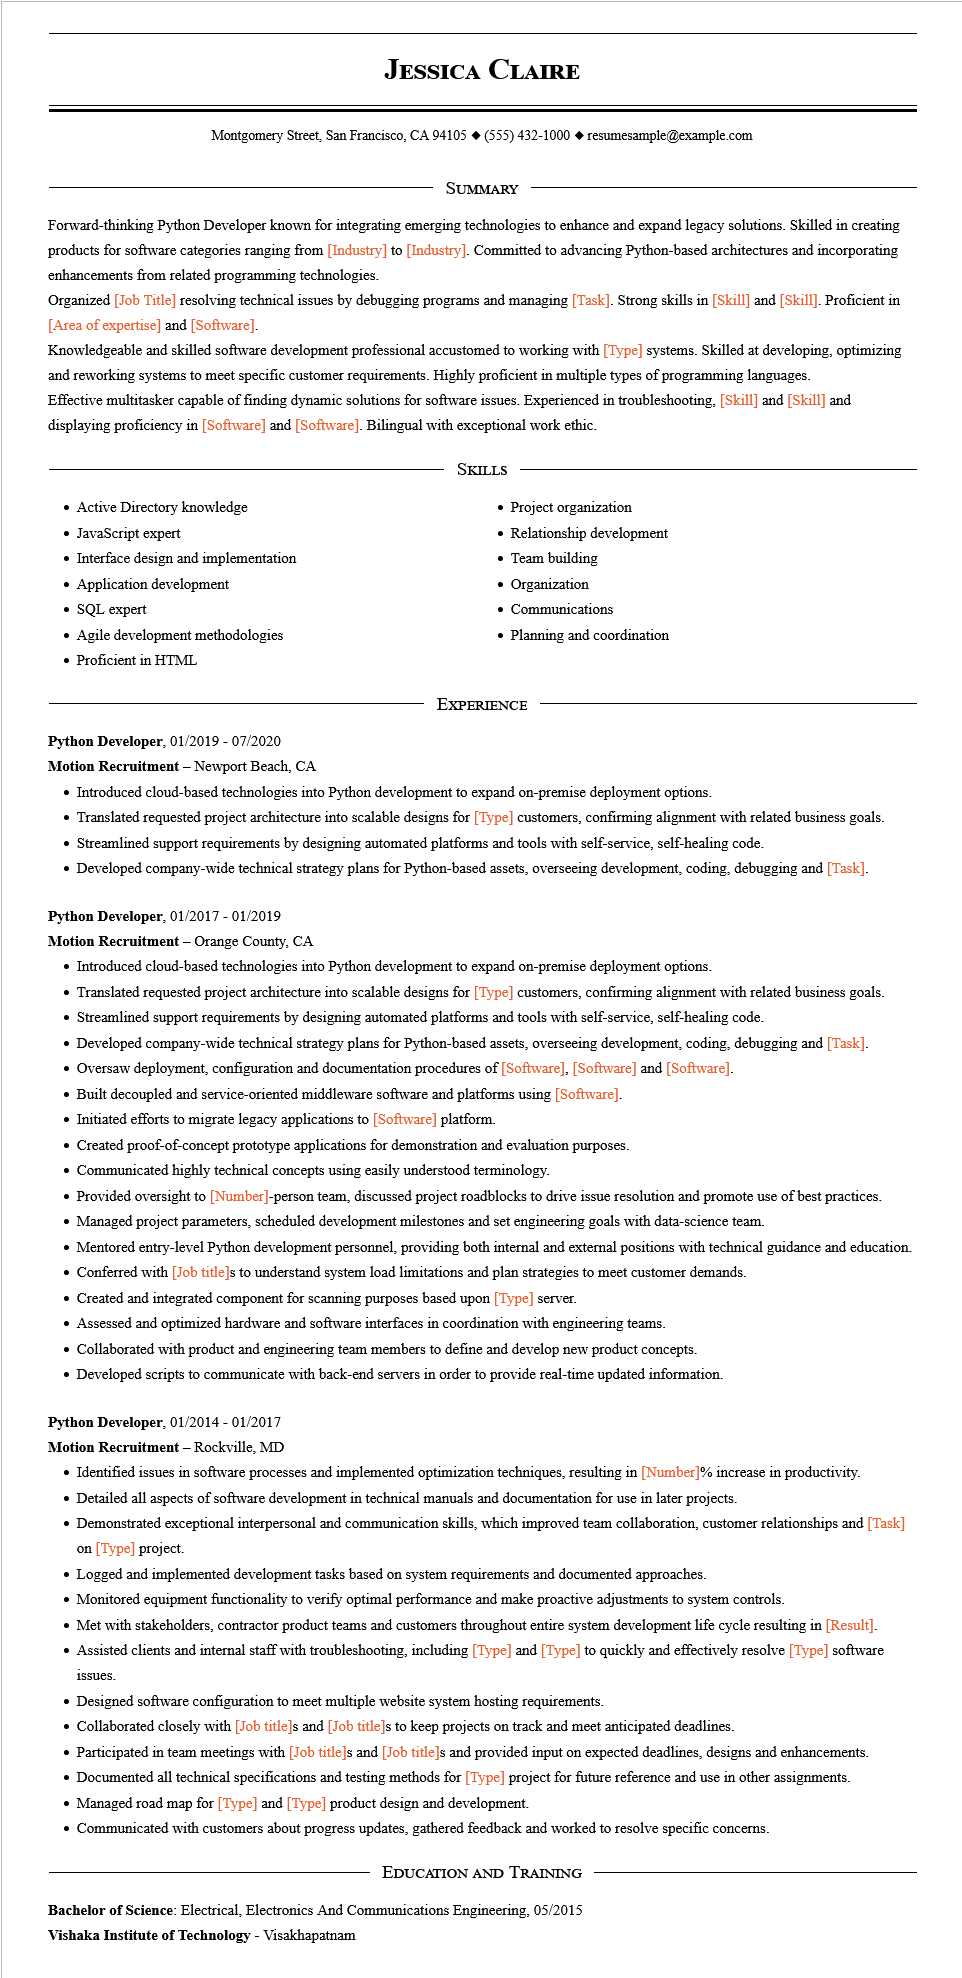 Jessica Claire
Montgomery Street, San Francisco, CA 94105 ◆ (555) 432-1000 ◆ resumesample@example.com
Summary
Forward-thinking Python Developer known for integrating emerging technologies to enhance and expand legacy solutions. Skilled in creating
products for software categories ranging from [Industry] to [Industry]. Committed to advancing Python-based architectures and incorporating
enhancements from related programming technologies.
Organized [Job Title] resolving technical issues by debugging programs and managing [Task]. Strong skills in [Skill] and [Skill]. Proficient in
[Area of expertise] and [Software].
Knowledgeable and skilled software development professional accustomed to working with [Type] systems. Skilled at developing, optimizing
and reworking systems to meet specific customer requirements. Highly proficient in multiple types of programming languages.
Effective multitasker capable of finding dynamic solutions for software issues. Experienced in troubleshooting, [Skill] and [Skill] and
displaying proficiency in [Software] and [Software]. Bilingual with exceptional work ethic.
Skills
• Active Directory knowledge
• JavaScript expert
• Interface design and implementation
• Application development
• SQL expert
• Agile development methodologies
• Proficient in HTML
• Project organization
• Relationship development
• Team building
• Organization
• Communications
• Planning and coordination
Experience
Python Developer, 01/2019 - 07/2020
Motion Recruitment – Newport Beach, CA
• Introduced cloud-based technologies into Python development to expand on-premise deployment options.
• Translated requested project architecture into scalable designs for [Type] customers, confirming alignment with related business goals.
• Streamlined support requirements by designing automated platforms and tools with self-service, self-healing code.
• Developed company-wide technical strategy plans for Python-based assets, overseeing development, coding, debugging and [Task].
Python Developer, 01/2017 - 01/2019
Motion Recruitment – Orange County, CA
• Introduced cloud-based technologies into Python development to expand on-premise deployment options.
• Translated requested project architecture into scalable designs for [Type] customers, confirming alignment with related business goals.
• Streamlined support requirements by designing automated platforms and tools with self-service, self-healing code.
• Developed company-wide technical strategy plans for Python-based assets, overseeing development, coding, debugging and [Task].
• Oversaw deployment, configuration and documentation procedures of [Software], [Software] and [Software].
• Built decoupled and service-oriented middleware software and platforms using [Software].
• Initiated efforts to migrate legacy applications to [Software] platform.
• Created proof-of-concept prototype applications for demonstration and evaluation purposes.
• Communicated highly technical concepts using easily understood terminology.
• Provided oversight to [Number]-person team, discussed project roadblocks to drive issue resolution and promote use of best practices.
• Managed project parameters, scheduled development milestones and set engineering goals with data-science team.
• Mentored entry-level Python development personnel, providing both internal and external positions with technical guidance and education.
• Conferred with [Job title]s to understand system load limitations and plan strategies to meet customer demands.
• Created and integrated component for scanning purposes based upon [Type] server.
• Assessed and optimized hardware and software interfaces in coordination with engineering teams.
• Collaborated with product and engineering team members to define and develop new product concepts.
• Developed scripts to communicate with back-end servers in order to provide real-time updated information.
Python Developer, 01/2014 - 01/2017
Motion Recruitment – Rockville, MD
• Identified issues in software processes and implemented optimization techniques, resulting in [Number]% increase in productivity.
• Detailed all aspects of software development in technical manuals and documentation for use in later projects.
• Demonstrated exceptional interpersonal and communication skills, which improved team collaboration, customer relationships and [Task]
on [Type] project.
• Logged and implemented development tasks based on system requirements and documented approaches.
• Monitored equipment functionality to verify optimal performance and make proactive adjustments to system controls.
• Met with stakeholders, contractor product teams and customers throughout entire system development life cycle resulting in [Result].
• Assisted clients and internal staff with troubleshooting, including [Type] and [Type] to quickly and effectively resolve [Type] software
issues.
• Designed software configuration to meet multiple website system hosting requirements.
• Collaborated closely with [Job title]s and [Job title]s to keep projects on track and meet anticipated deadlines.
• Participated in team meetings with [Job title]s and [Job title]s and provided input on expected deadlines, designs and enhancements.
• Documented all technical specifications and testing methods for [Type] project for future reference and use in other assignments.
• Managed road map for [Type] and [Type] product design and development.
• Communicated with customers about progress updates, gathered feedback and worked to resolve specific concerns.
Education and Training
Bachelor of Science: Electrical, Electronics And Communications Engineering, 05/2015
Vishaka Institute of Technology - Visakhapatnam